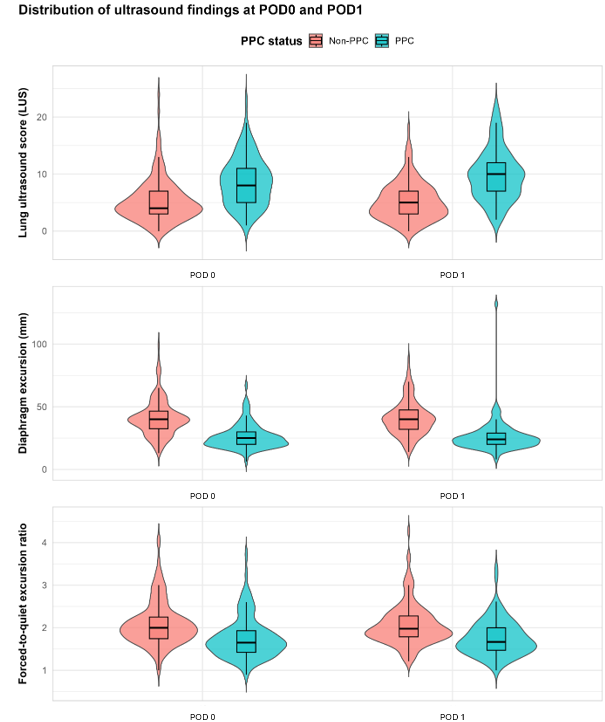 Distribution of ultrasound findings at POD0 and POD1
PPC status Non-PPC PPC
Lung ultrasound score (LUS)
20
10
0
POD 0 POD 1
Diaphragm excursion (mm)
100
50
0
POD 0 POD 1
Forced-to-quiet excursion ratio
4
3
2
1
POD 0 POD 1